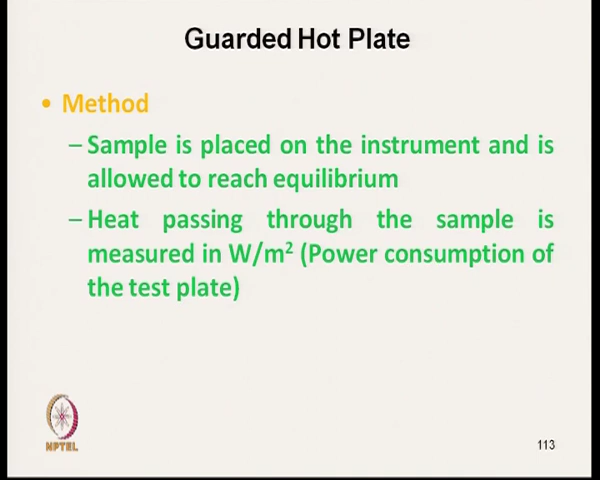 Guarded Hot Plate
• Method
– Sample is placed on the instrument and is
allowed to reach equilibrium
– Heat passing through the sample is
measured in W/m² (Power consumption of
the test plate)
NPTEL
113